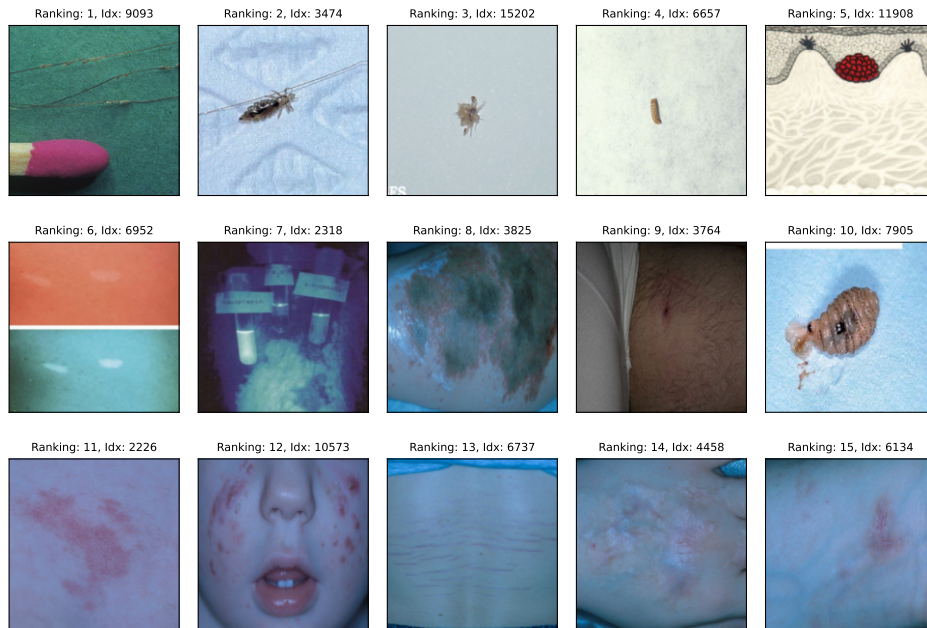 Ranking: 1, Idx: 9093
Ranking: 2, Idx: 3474
Ranking: 3, Idx: 15202
Ranking: 4, Idx: 6657
Ranking: 5, Idx: 11908
ES
Ranking: 6, Idx: 6952
Ranking: 7, Idx: 2318
Ranking: 8, Idx: 3825
Ranking: 9, Idx: 3764
Ranking: 10, Idx: 7905
Ranking: 11, Idx: 2226
Ranking: 12, Idx: 10573
Ranking: 13, Idx: 6737
Ranking: 14, Idx: 4458
Ranking: 15, Idx: 6134